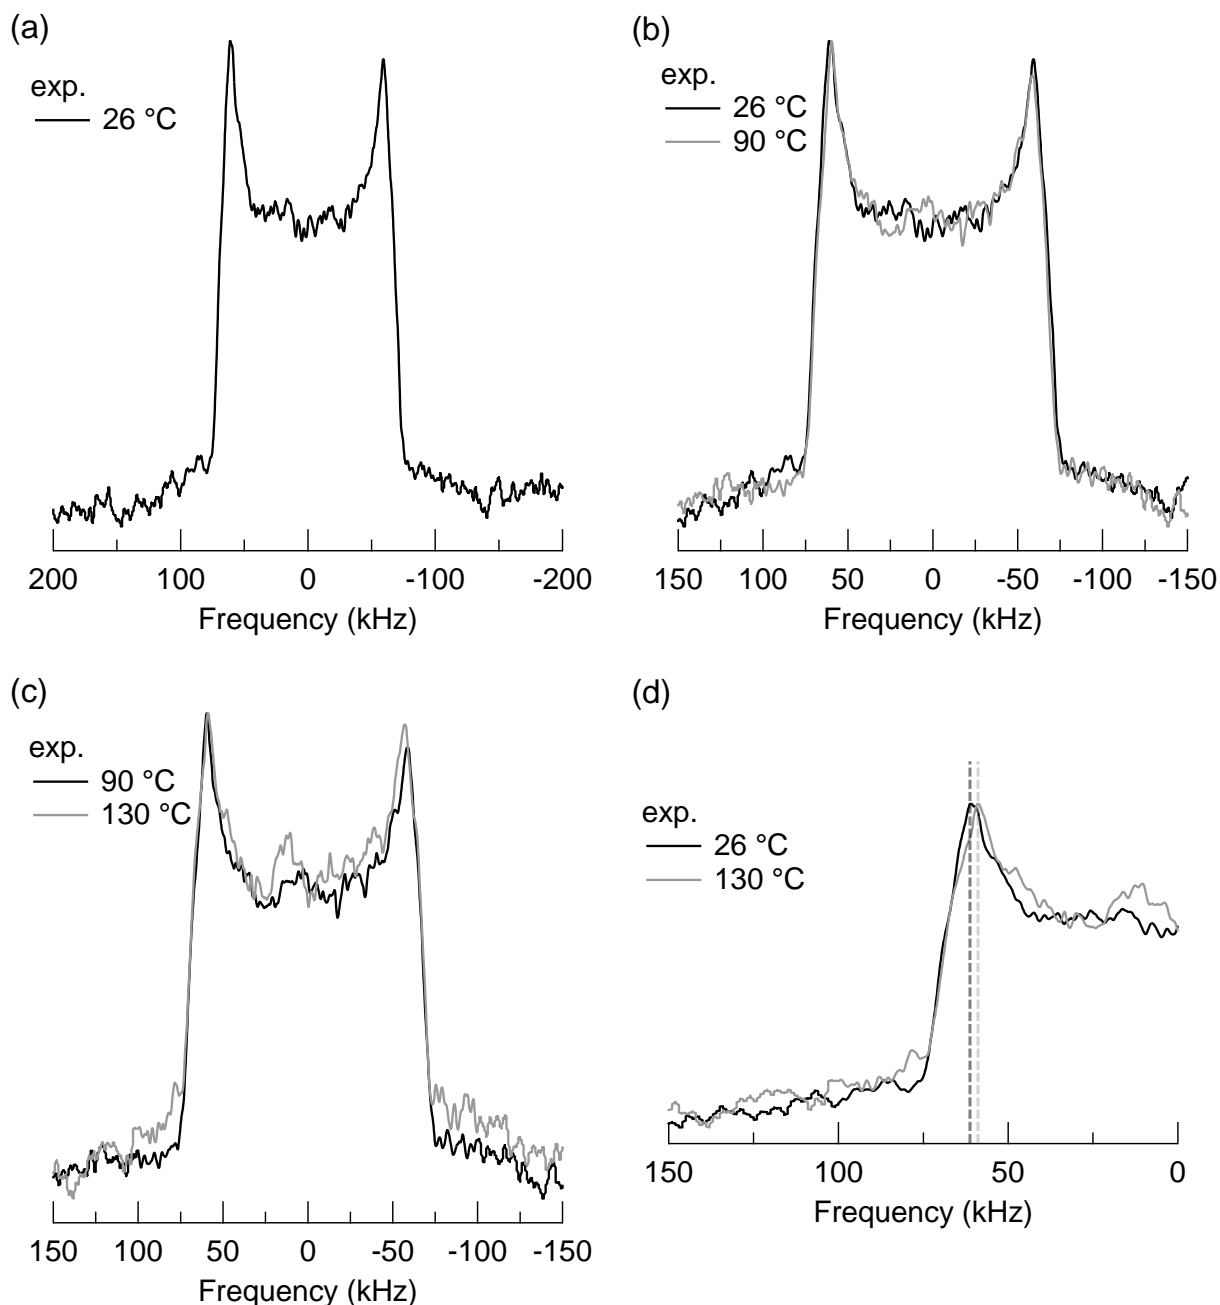 (a)
exp.
26 °C
200 100 0 -100 -200
Frequency (kHz)
(b)
exp.
26 °C
90 °C
150 100 50 0 -50 -100 -150
Frequency (kHz)
(c)
exp.
90 °C
130 °C
150 100 50 0 -50 -100 -150
Frequency (kHz)
(d)
exp.
26 °C
130 °C
150 100 50 0
Frequency (kHz)